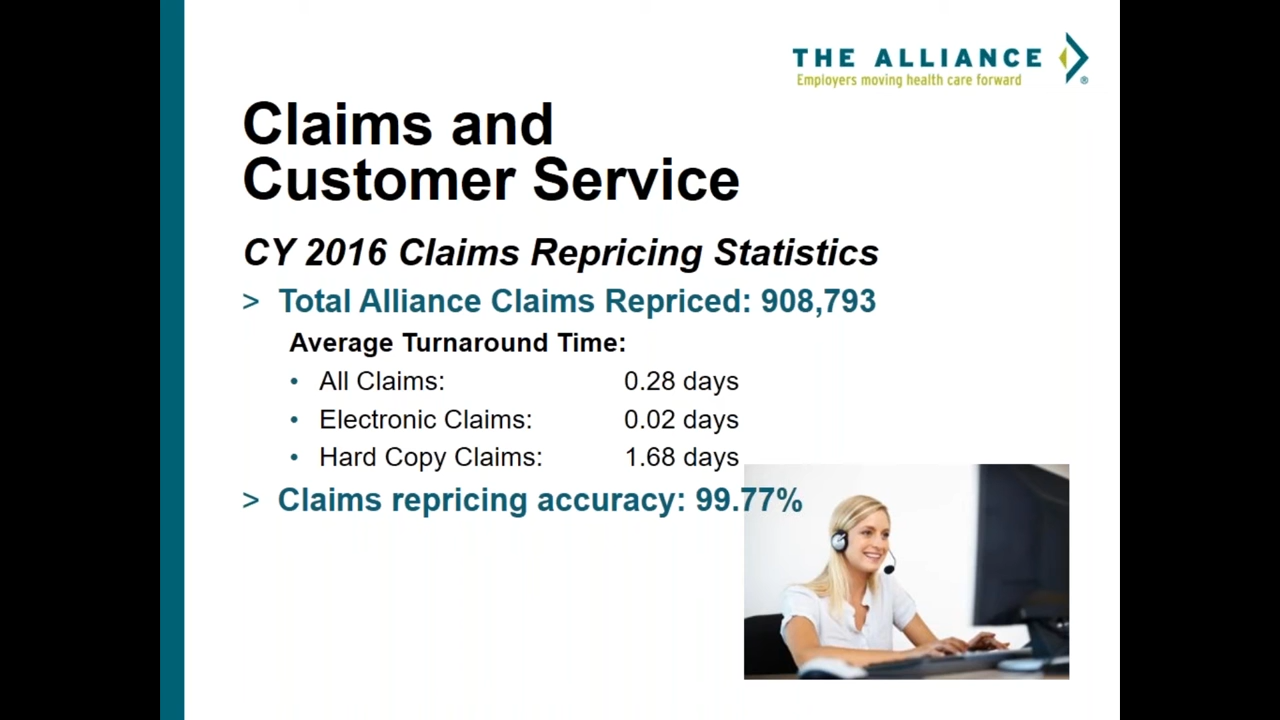 THE ALLIANCE
Employers moving health care forward
®
Claims and
Customer Service
CY 2016 Claims Repricing Statistics
> Total Alliance Claims Repriced: 908,793
Average Turnaround Time:
• All Claims: 0.28 days
• Electronic Claims: 0.02 days
• Hard Copy Claims: 1.68 days
> Claims repricing accuracy: 99.77%